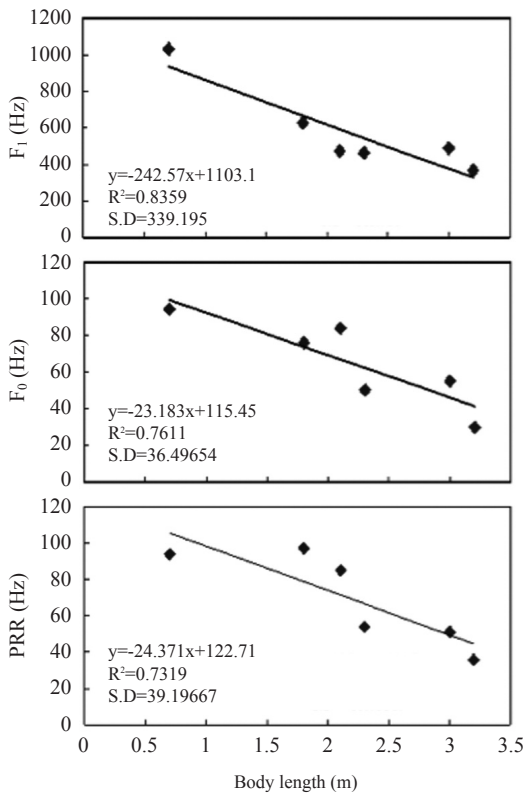 1200
1000
800
600
400
200
0
F₁ (Hz)
y=-242.57x+1103.1
R²=0.8359
S.D=339.195
120
100
80
60
40
20
0
F₀ (Hz)
y=-23.183x+115.45
R²=0.7611
S.D=36.49654
120
100
80
60
40
20
0
PRR (Hz)
y=-24.371x+122.71
R²=0.7319
S.D=39.19667
0 0.5 1 1.5 2 2.5 3 3.5
Body length (m)